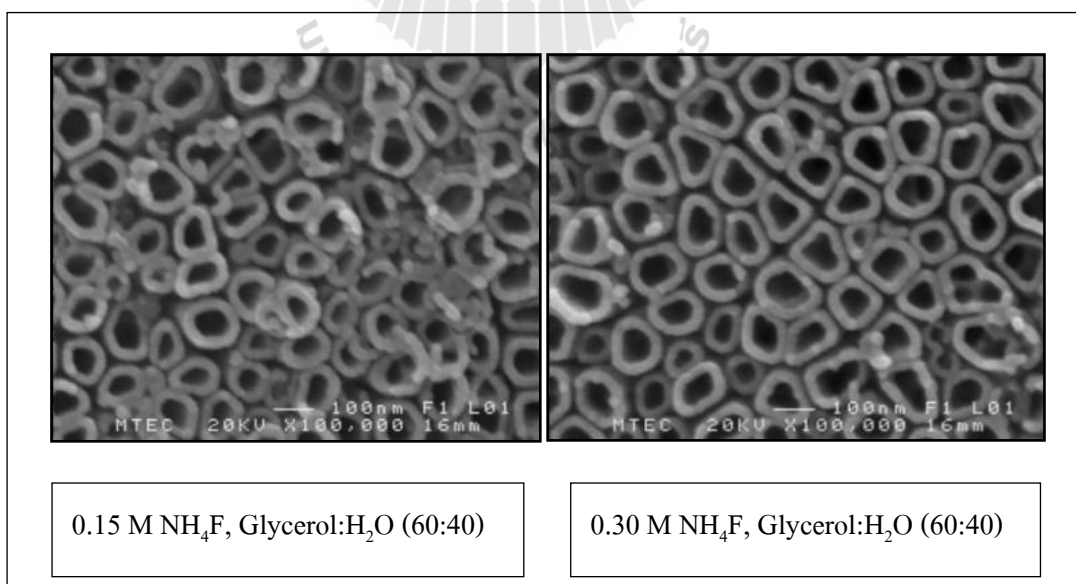 100nm F1 L01
MTEC 20KV X100,000 16mm
100nm F1 L01
MTEC 20KV X100,000 16mm
0.15 M NH₄F, Glycerol:H₂O (60:40)
0.30 M NH₄F, Glycerol:H₂O (60:40)